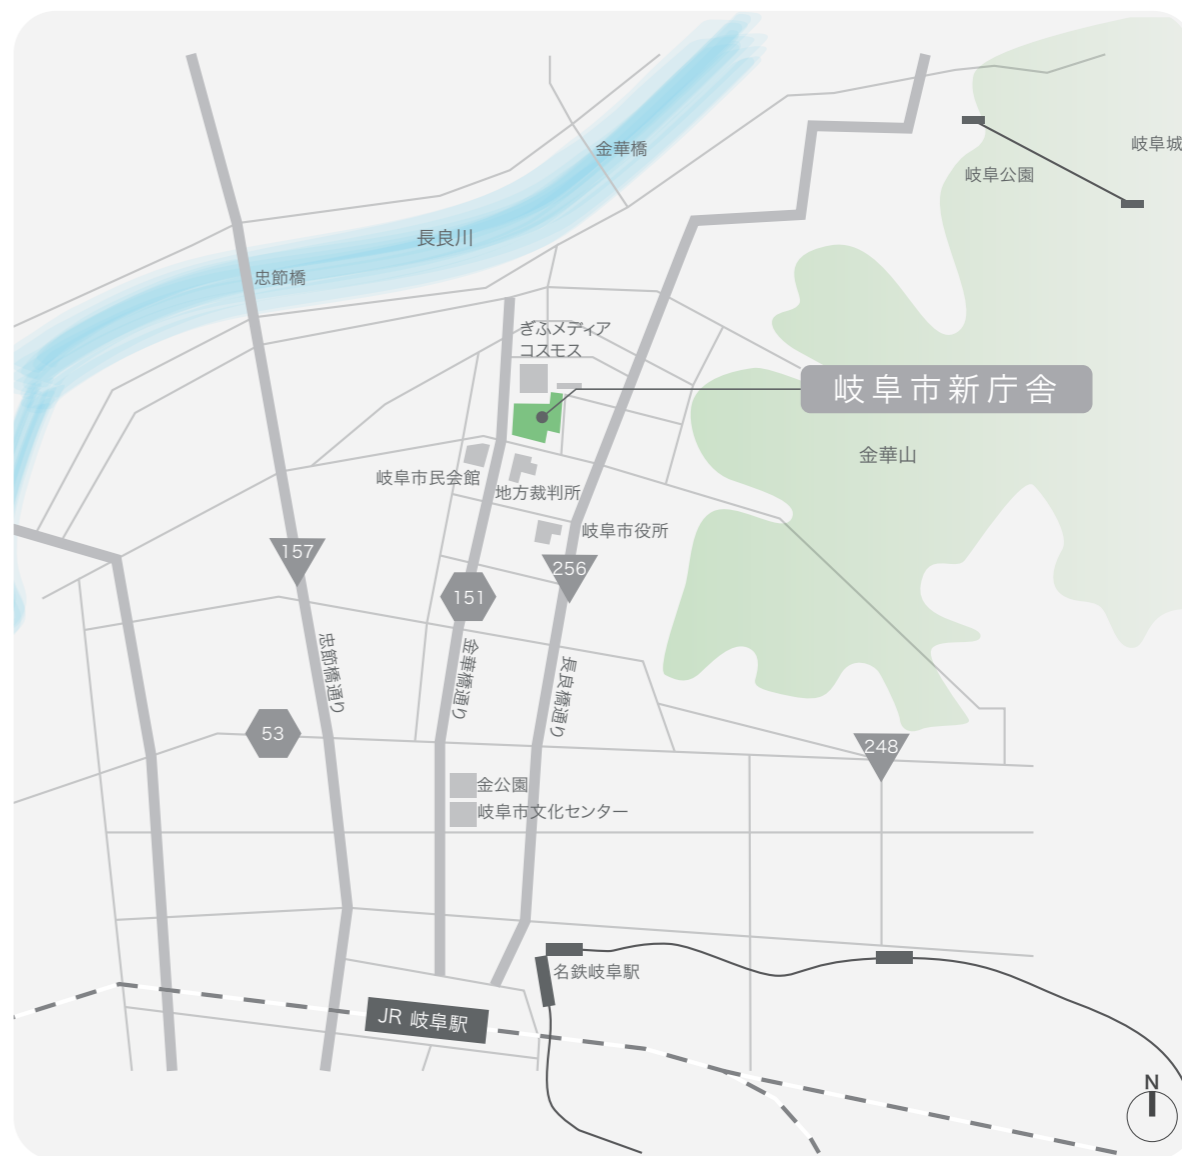 金華橋
岐阜城
岐阜公園
長良川
忠節橋
ぎふメディア
コスモス
岐阜市新庁舎
金華山
岐阜市民会館
地方裁判所
岐阜市役所
157
256
151
忠節橋通り
金華橋通り
長良橋通り
53
248
金公園
岐阜市文化センター
名鉄岐阜駅
JR 岐阜駅
N